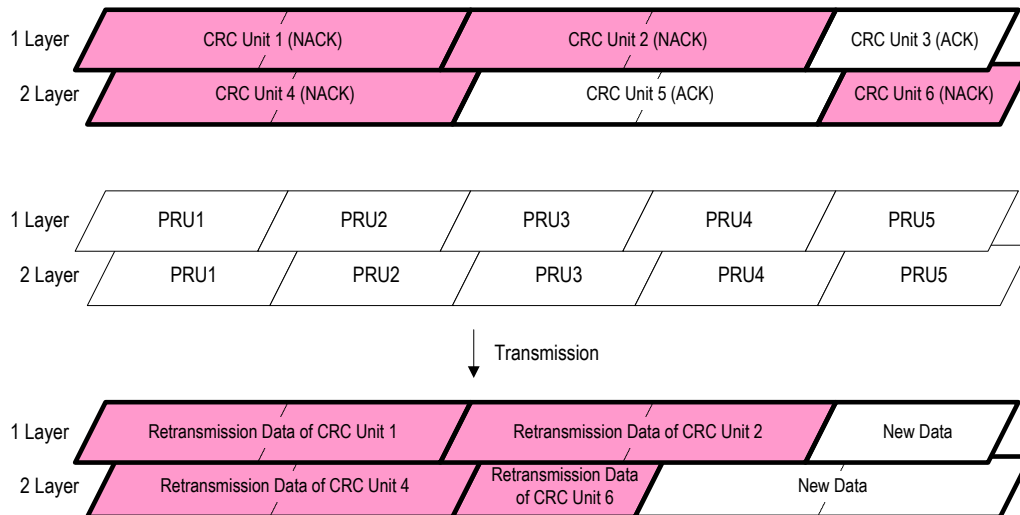 1 Layer
CRC Unit 1 (NACK)
CRC Unit 2 (NACK)
CRC Unit 3 (ACK)
2 Layer
CRC Unit 4 (NACK)
CRC Unit 5 (ACK)
CRC Unit 6 (NACK)
1 Layer
PRU1
PRU2
PRU3
PRU4
PRU5
2 Layer
PRU1
PRU2
PRU3
PRU4
PRU5
Transmission
1 Layer
Retransmission Data of CRC Unit 1
Retransmission Data of CRC Unit 2
New Data
2 Layer
Retransmission Data of CRC Unit 4
Retransmission Data
of CRC Unit 6
New Data